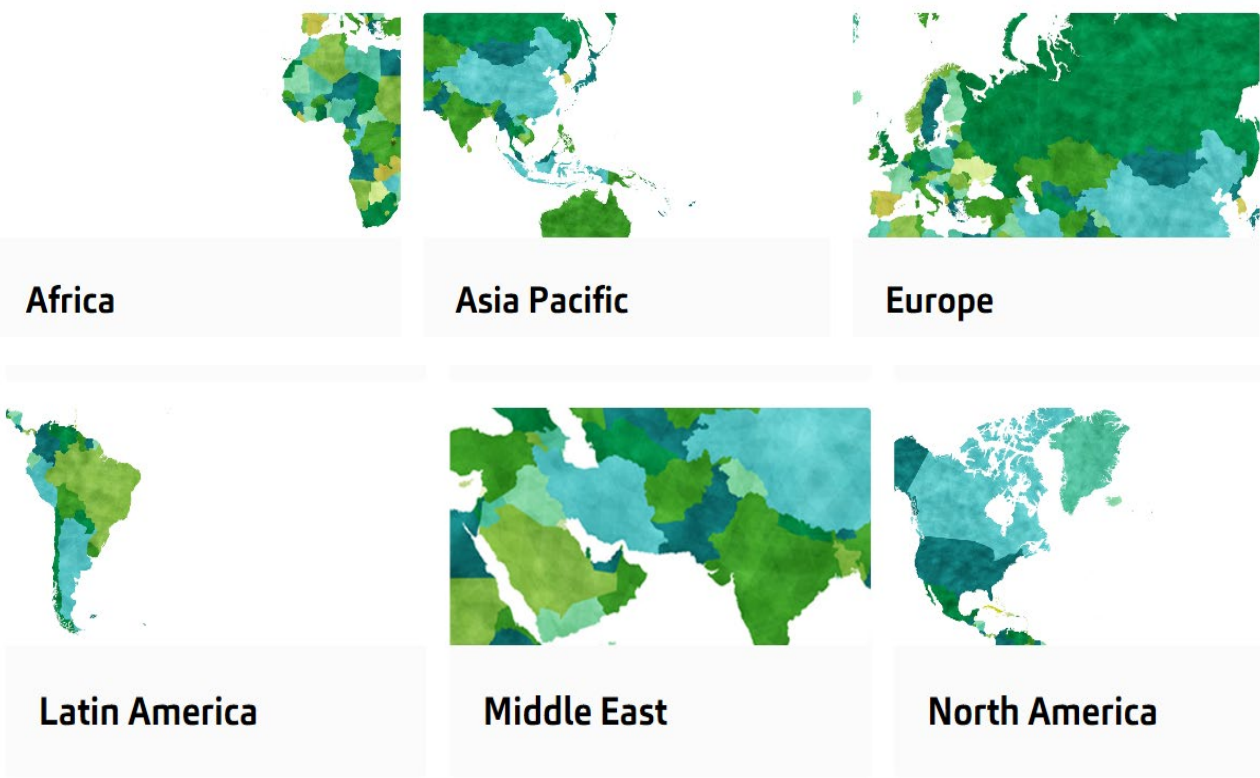 Africa
Asia Pacific
Europe
Latin America
Middle East
North America